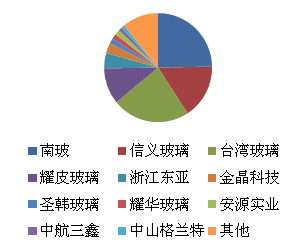 南玻 信义玻璃 台湾玻璃
耀皮玻璃 浙江东亚 金晶科技
圣韩玻璃 耀华玻璃 安源实业
中航三鑫 中山格兰特 其他